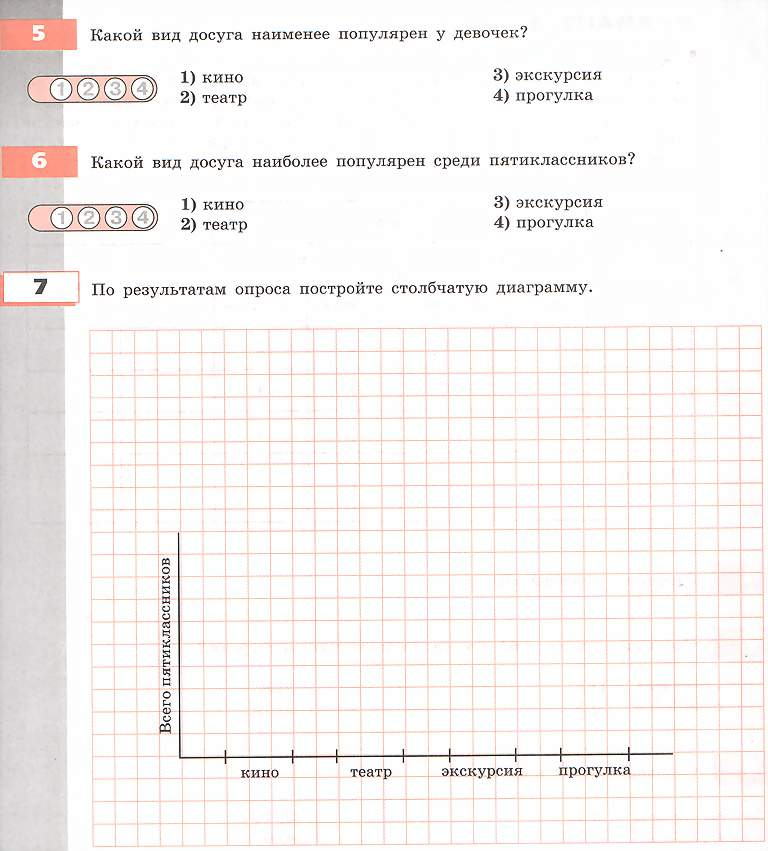 5 Какой вид досуга наименее популярен у девочек?
1 2 3 4
1) кино 3) экскурсия
2) театр 4) прогулка
6 Какой вид досуга наиболее популярен среди пятиклассников?
1 2 3 4
1) кино 3) экскурсия
2) театр 4) прогулка
7 По результатам опроса постройте столбчатую диаграмму.
Всего пятиклассников
кино театр экскурсия прогулка